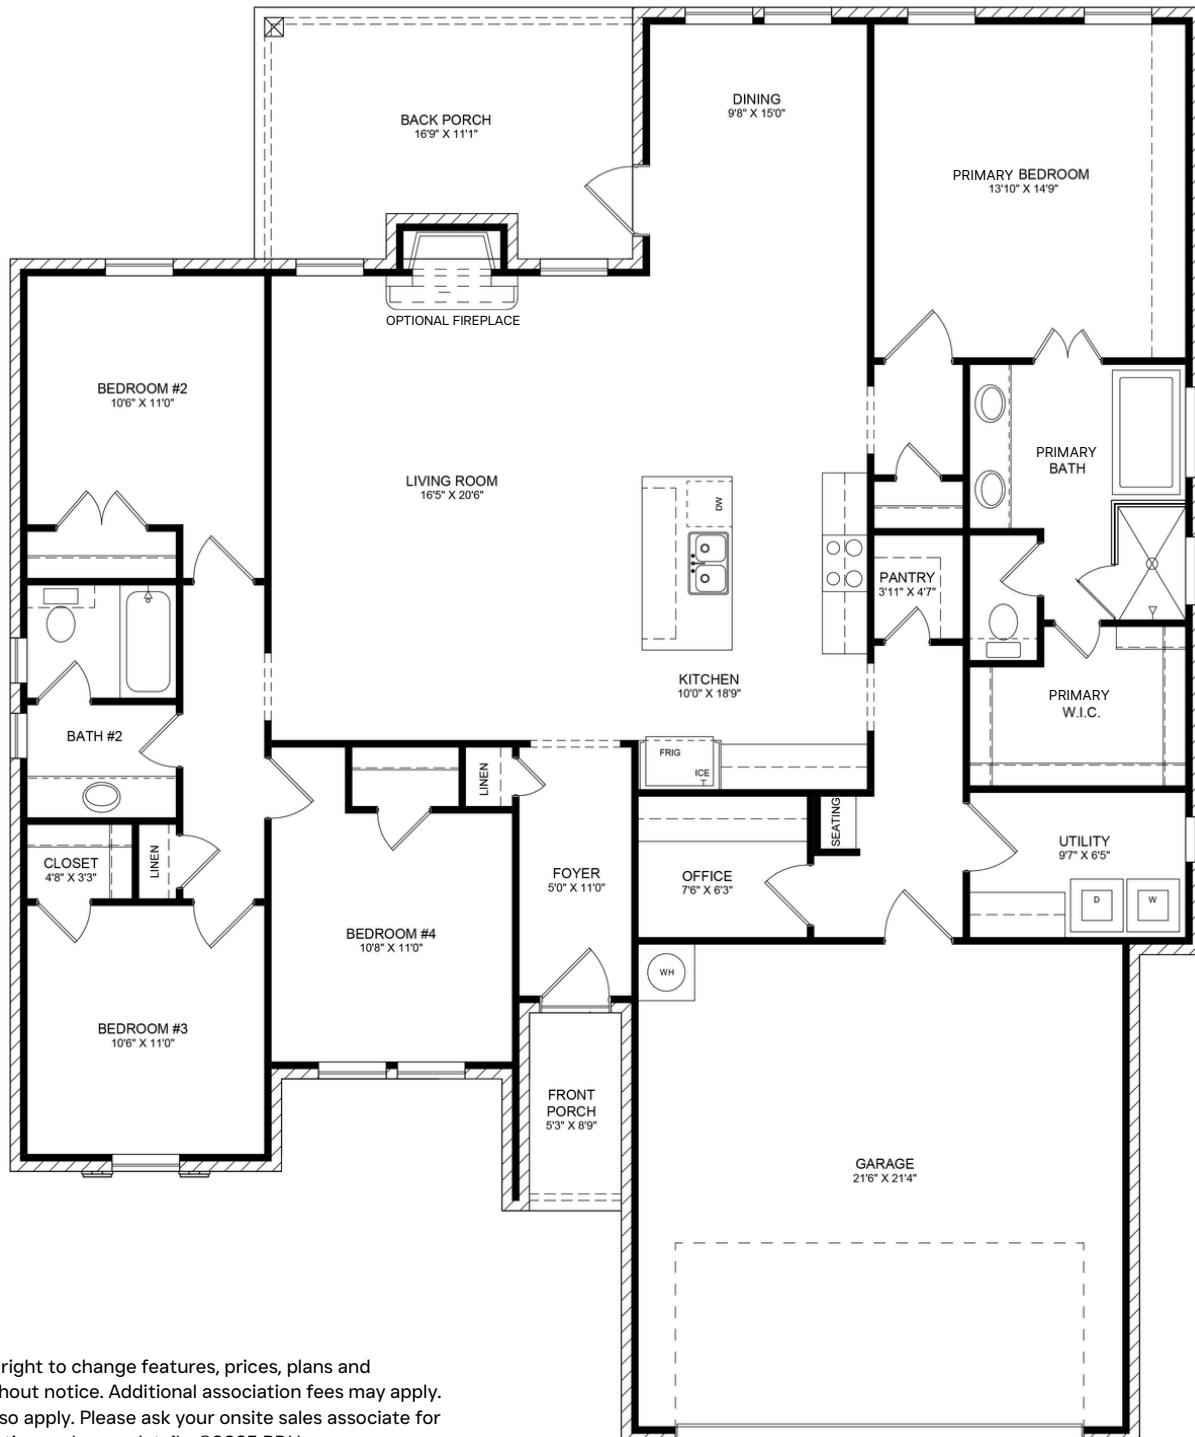 BACK PORCH
16'9" X 11'1"
DINING
9'8" X 15'0"
PRIMARY BEDROOM
13'10" X 14'9"
OPTIONAL FIREPLACE
BEDROOM #2
10'6" X 11'0"
LIVING ROOM
16'5" X 20'6"
DW
PRIMARY
BATH
PANTRY
3'11" X 4'7"
KITCHEN
10'0" X 18'9"
PRIMARY
W.I.C.
BATH #2
FRIG
ICE
LINEN
SEATING
UTILITY
9'7" X 6'5"
D
W
CLOSET
4'8" X 3'3"
LINEN
FOYER
5'0" X 11'0"
OFFICE
7'6" X 6'3"
BEDROOM #4
10'8" X 11'0"
WH
BEDROOM #3
10'6" X 11'0"
FRONT
PORCH
5'3" X 8'9"
GARAGE
21'6" X 21'4"
right to change features, prices, plans and
hout notice. Additional association fees may apply.
so apply. Please ask your onsite sales associate for